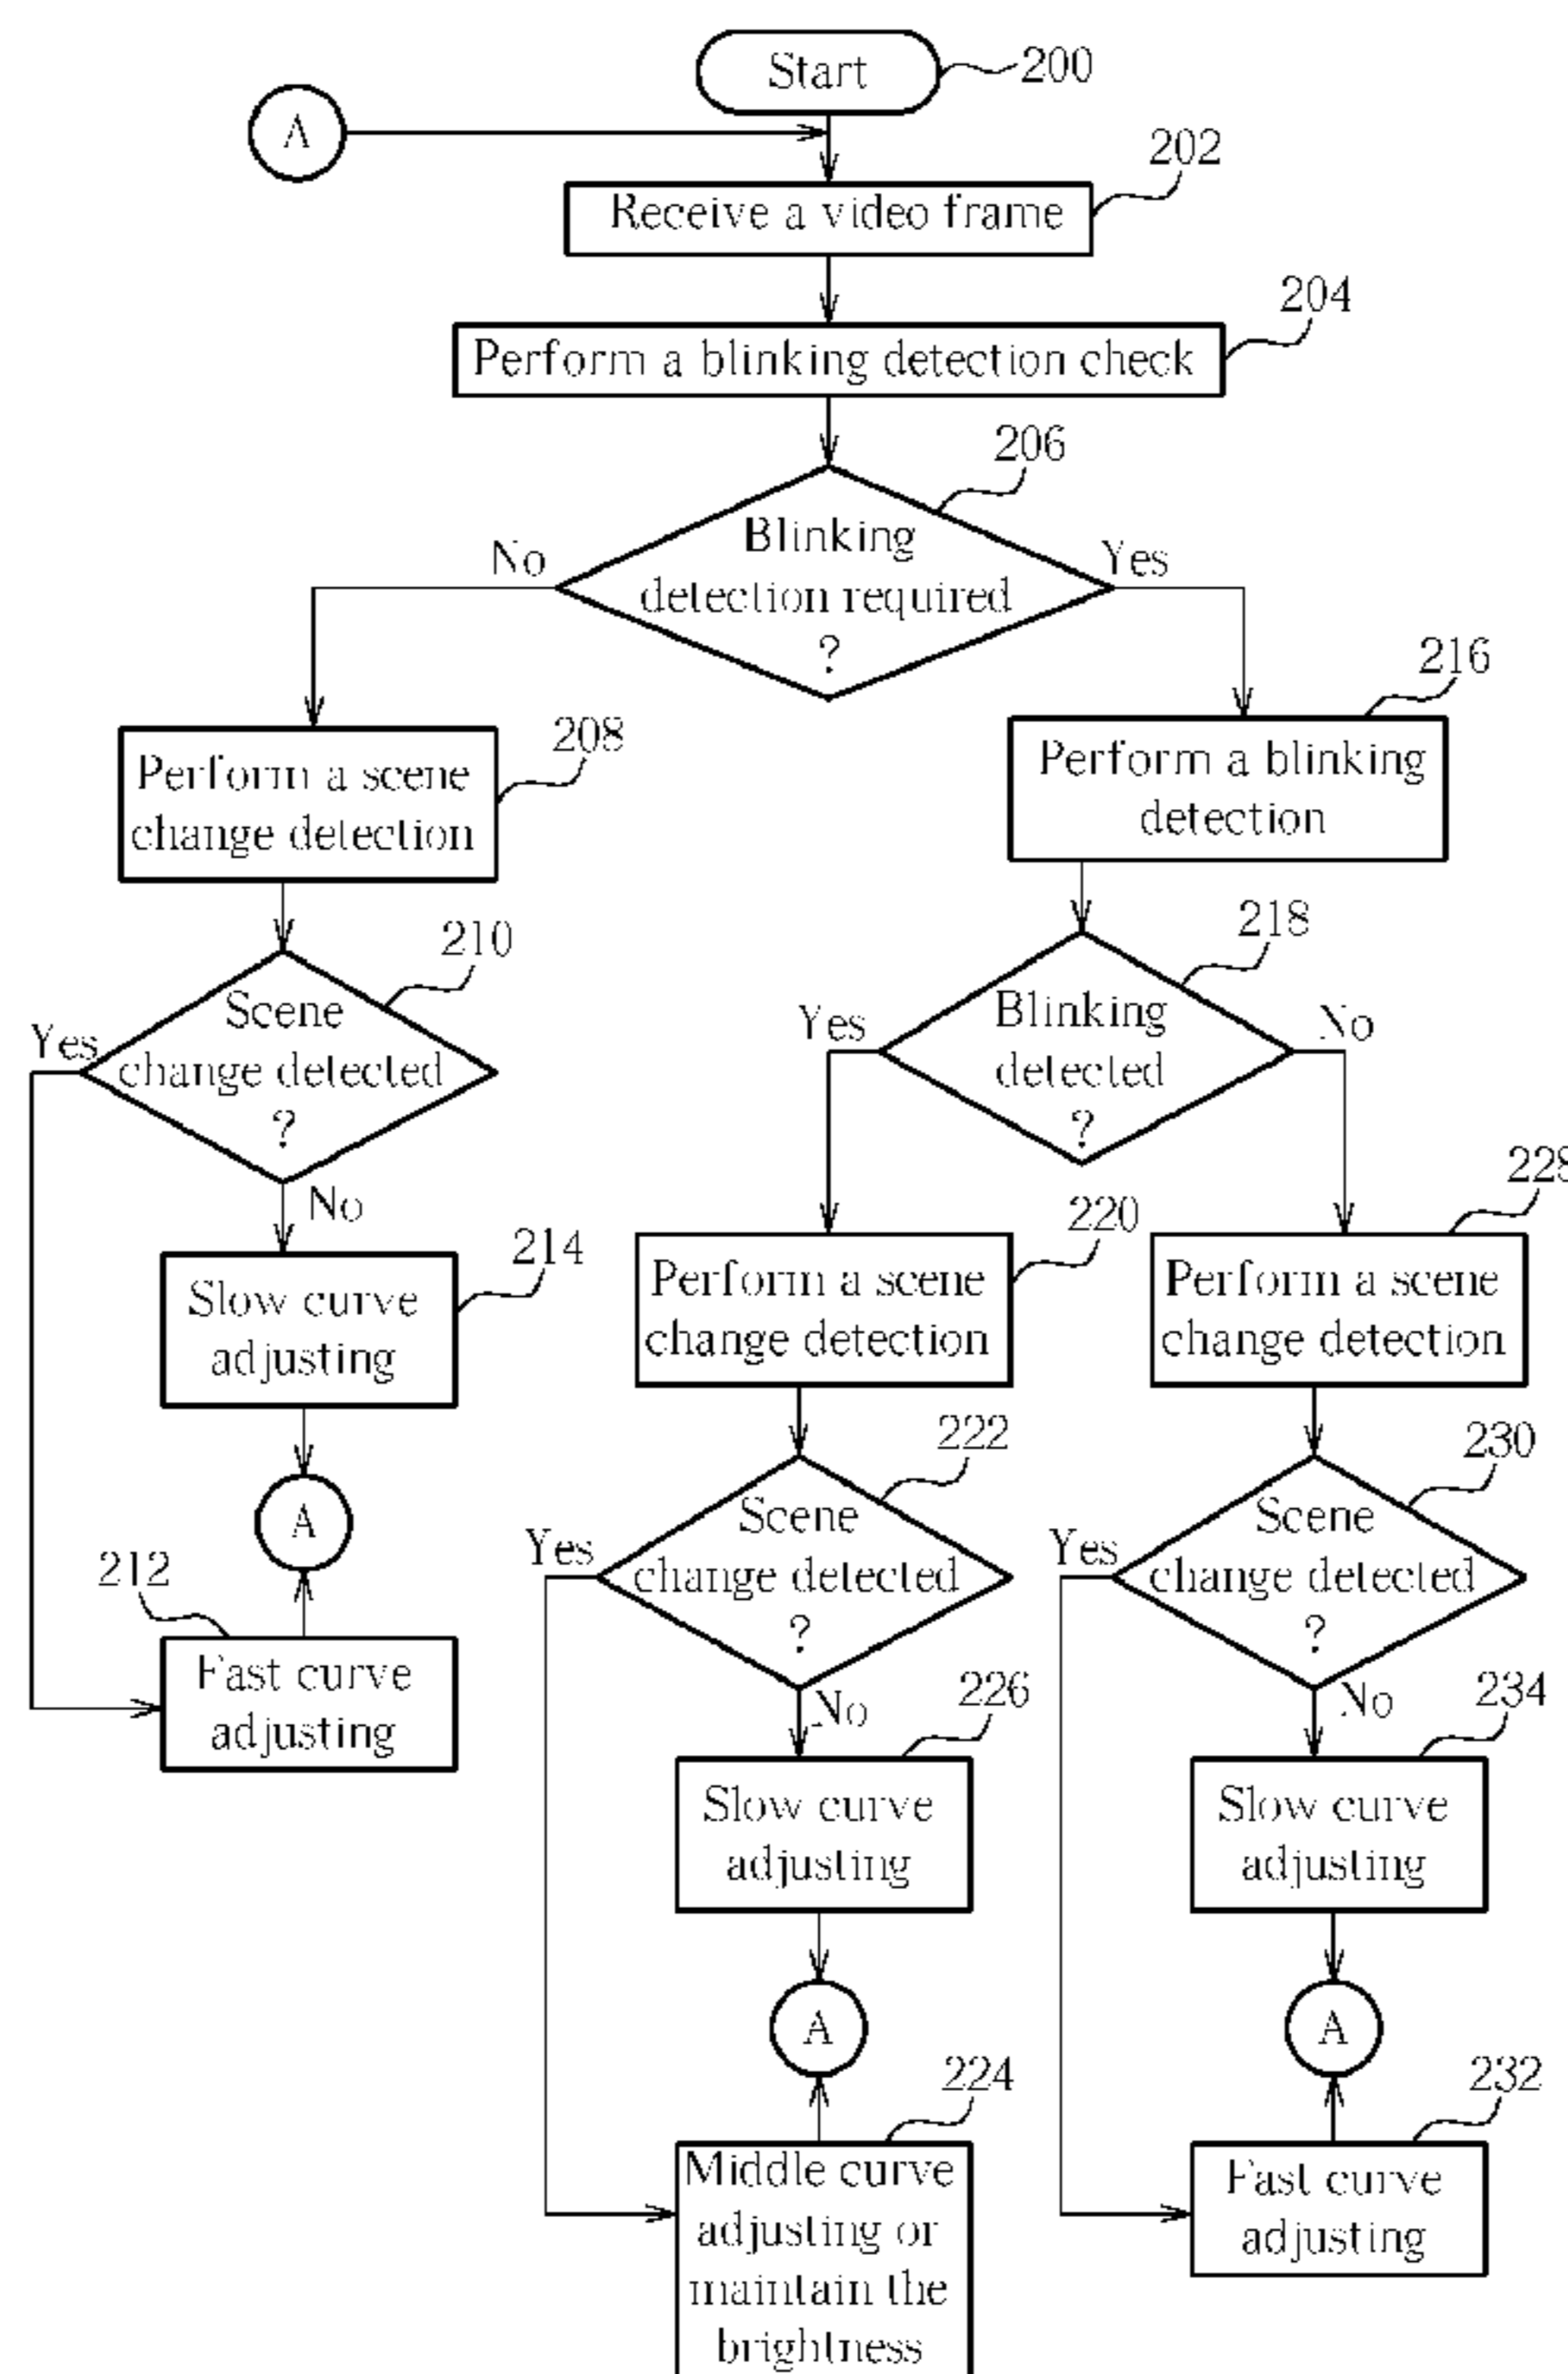 Start
200
A
202
Receive a video frame
204
Perform a blinking detection check
206
Blinking
detection required
?
No
Yes
208
Perform a scene
change detection
216
Perform a blinking
detection
210
Scene
change detected
?
Yes
No
218
Blinking
detected
?
Yes
No
214
Slow curve
adjusting
A
212
Fast curve
adjusting
220
Perform a scene
change detection
228
Perform a scene
change detection
222
Scene
change detected
?
Yes
No
230
Scene
change detected
?
Yes
No
226
Slow curve
adjusting
234
Slow curve
adjusting
A
A
224
Middle curve
adjusting or
maintain the
brightness
232
Fast curve
adjusting